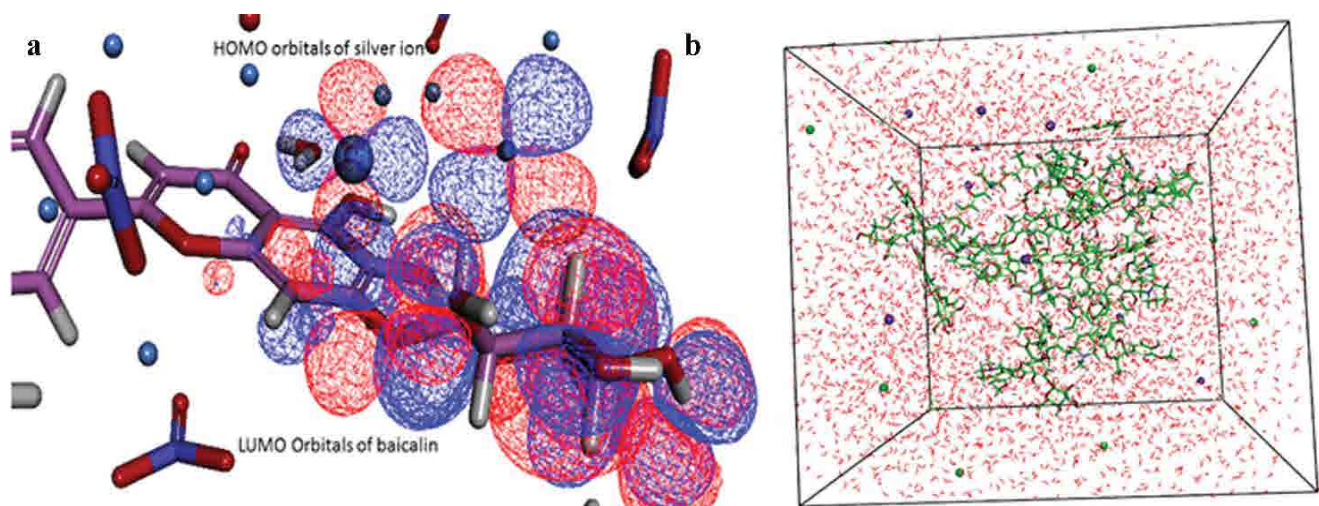 a
HOMO orbitals of silver ion
b
LUMO Orbitals of baicalin